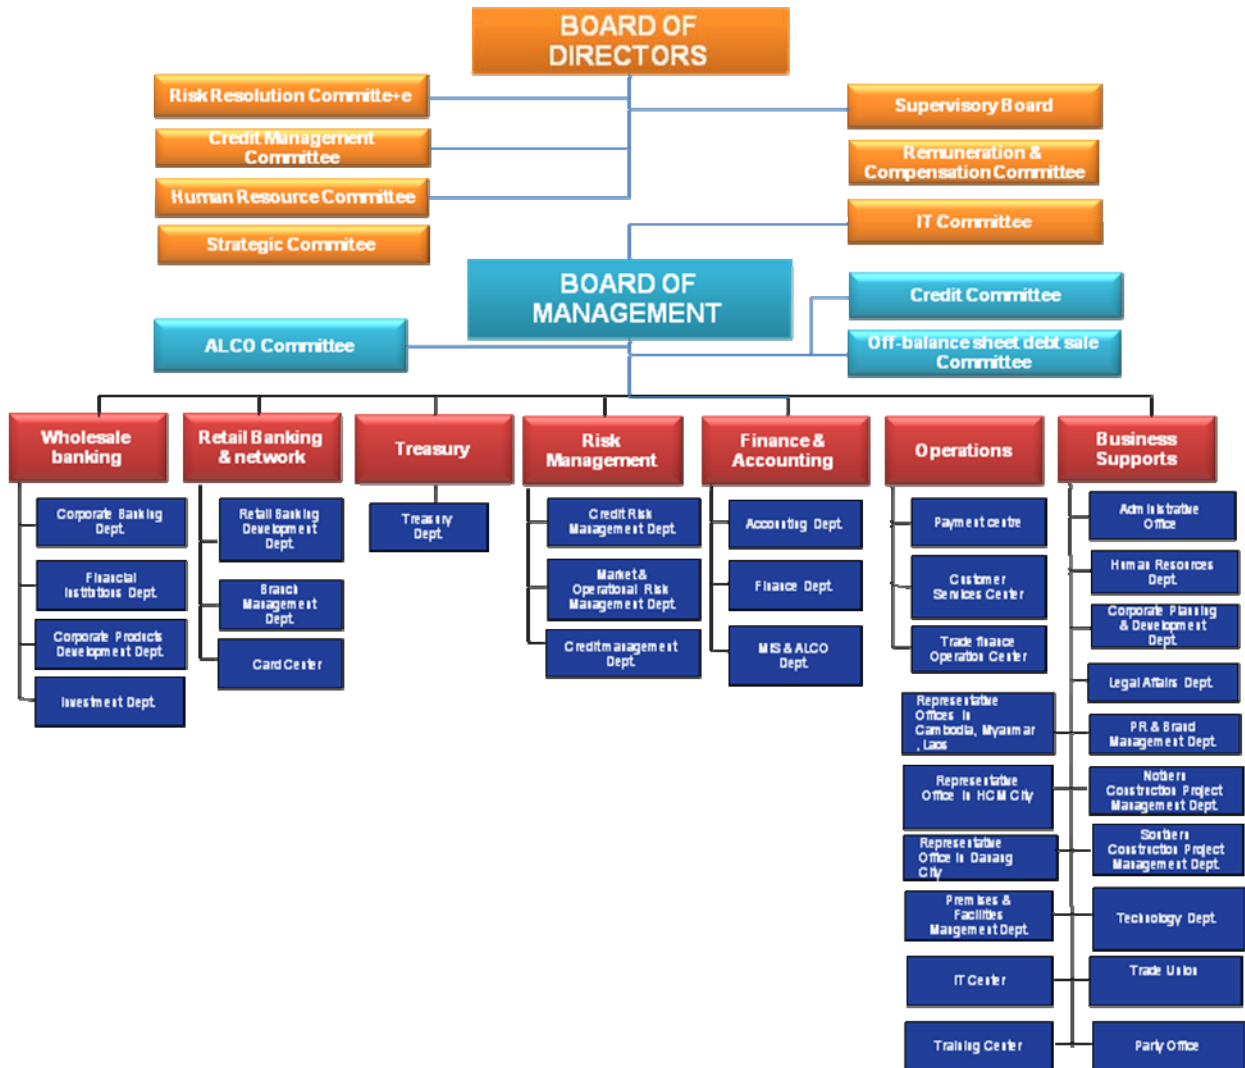 BOARD OF
DIRECTORS
Risk Resolution Committe+e
Supervisory Board
Credit Management
Committee
Remuneration &
Compensation Committee
Human Resource Committee
IT Committee
Strategic Commitee
BOARD OF
MANAGEMENT
Credit Committee
ALCO Committee
Off-balance sheet debt sale
Committee
Wholesale
banking
Retail Banking
& network
Treasury
Risk
Management
Finance &
Accounting
Operations
Business
Supports
Corporate Banking
Dept.
Financial
Institutions Dept.
Corporate Products
Development Dept.
Investment Dept.
Retail Banking
Development
Dept.
Branch
Management
Dept.
Card Center
Treasury
Dept.
Credit Risk
Management Dept.
Market &
Operational Risk
Management Dept.
Credit management
Dept.
Accounting Dept.
Finance Dept.
MIS & ALCO
Dept.
Payment centre
Customer
Services Center
Trade finance
Operation Center
Representative
Offices in
Cambodia, Myanmar
, Laos
Representative
Office in HCM City
Representative
Office in Danang
City
Premises &
Facilities
Mangement Dept.
IT Center
Training Center
Administrative
Office
Human Resources
Dept.
Corporate Planning
& Development
Dept.
Legal Affairs Dept.
PR & Brand
Management Dept.
Nothern
Construction Project
Management Dept.
Southern
Construction Project
Management Dept.
Technology Dept.
Trade Union
Party Office